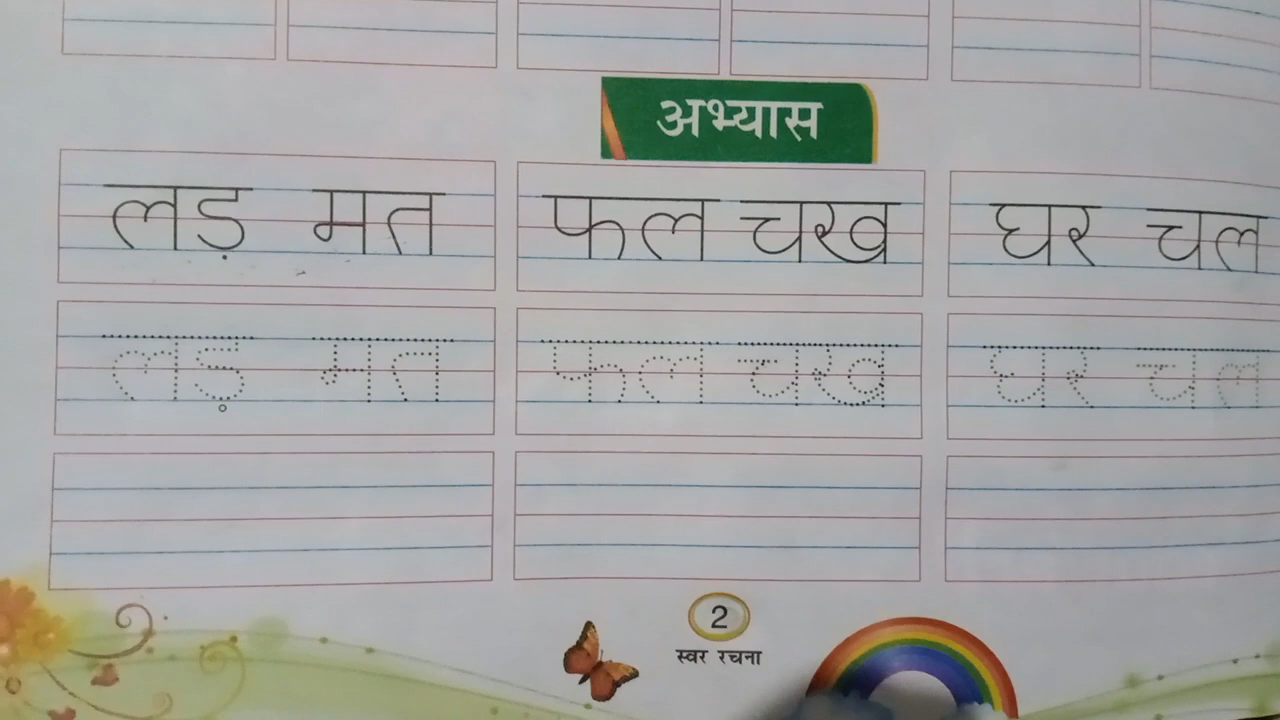 अभ्यास
लड़ मत फल चख घर चल
लड़ मत फल चख घर चल
2
स्वर रचना